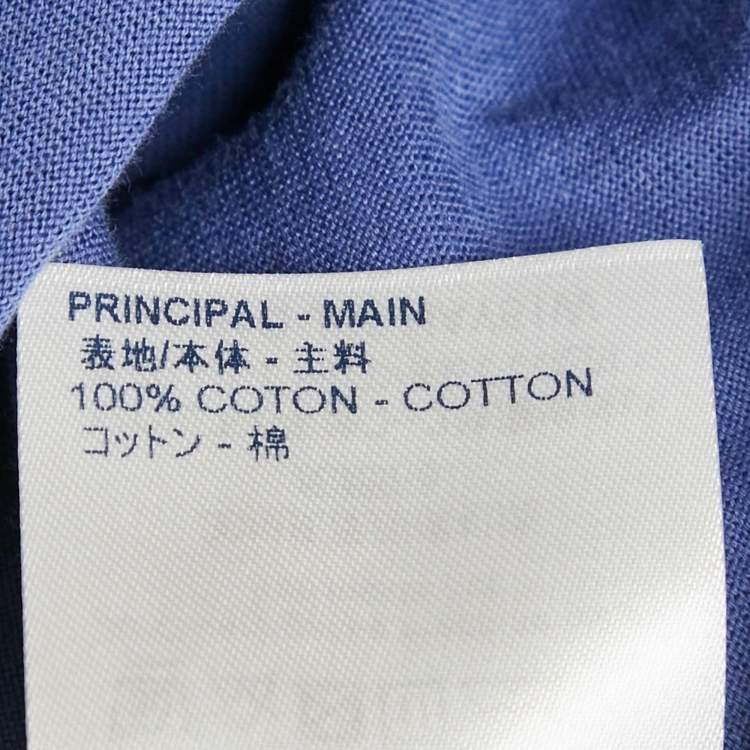 PRINCIPAL - MAIN
表地/本体 - 主料
100% COTON - COTTON
コットン - 棉